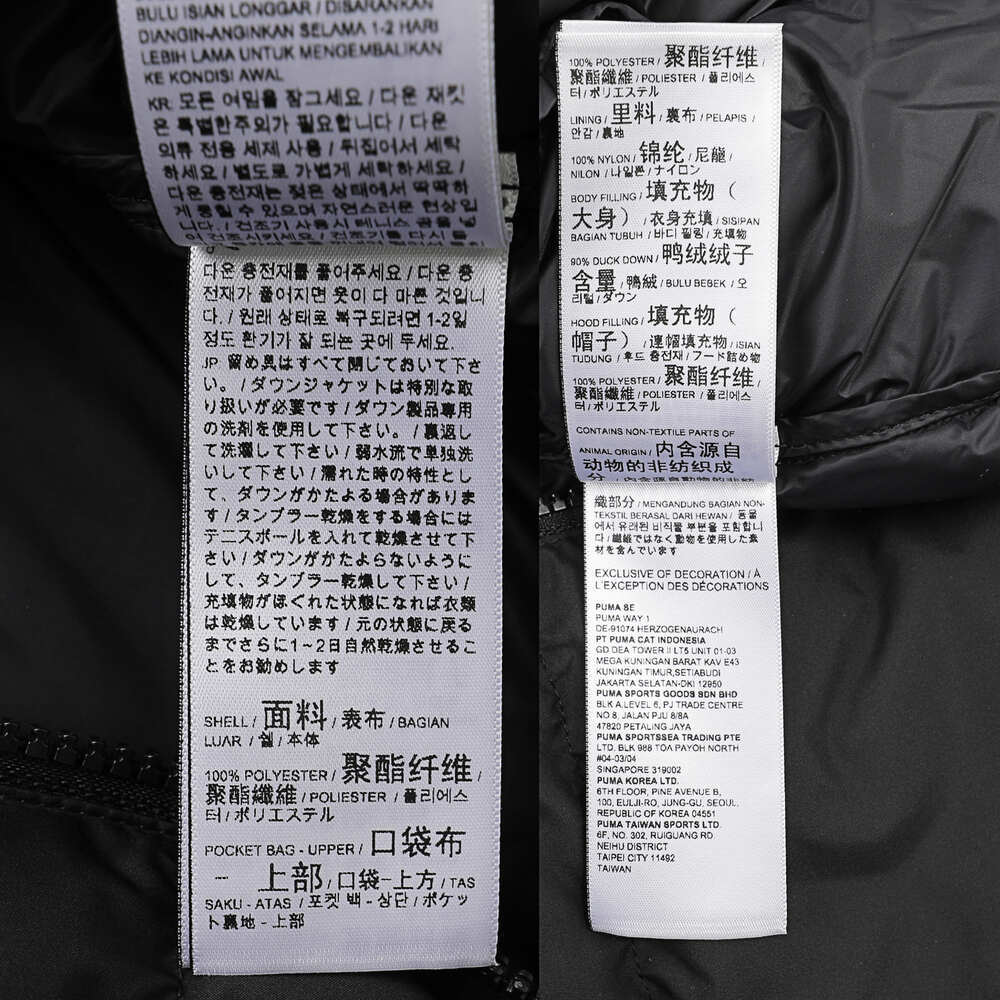 BULU ISIAN LONGGAR / DISARANKAN
DIANGIN-ANGINKAN SELAMA 1-2 HARI
LEBIH LAMA UNTUK MENGEMBALIKAN
KE KONDISI AWAL
KR: 모든 여밈을 잠그세요 / 다운 재킷
은 특별한주의가 필요합니다 / 다운
의류 전용 세제 사용 / 뒤집어서 세탁
하세요 / 별도로 가볍게 세탁하세요 /
다운 충전재는 젖은 상태에서 딱딱하
게 뭉칠수 있으며 자연스러운 현상입
니다. / 건조기 사용시 테니스 공을
다운 충전재를 풀어주세요 / 다운 충
전재가 풀어지면 옷이 다 마른 것입니
다. / 원래 상태로 복구되려면 1-2일
정도 환기가 잘 되는 곳에 두세요.
JP 留め具はすべて閉じておいて下さ
い。 / ダウンジャケットは特別な取
り扱いが必要です / ダウン製品専用
の洗剤を使用して下さい。 / 裏返し
て洗濯して下さい / 弱水流で単独洗
いして下さい / 濡れた時の特性とし
て、ダウンがかたよる場合がありま
す / タンブラー乾燥をする場合には
テニスボールを入れて乾燥させて下
さい / ダウンがかたよらないように
して、タンブラー乾燥して下さい /
充填物がほぐれた状態になれば衣類
は乾燥しています / 元の状態に戻る
までさらに1~2日自然乾燥させるこ
とをお勧めします
SHELL / 面料 / 表布 / BAGIAN
LUAR / 쉘 / 本体
100% POLYESTER / 聚酯纤维 /
聚酯纖維 / POLIESTER / 폴리에스
터 / ポリエステル
POCKET BAG - UPPER / 口袋布
- 上部 / 口袋-上方 / TAS
SAKU - ATAS / 포켓 백 - 상단 / ポケッ
ト裏地 - 上部
100% POLYESTER / 聚酯纤维 /
聚酯纖維 / POLIESTER / 폴리에스
터 / ポリエステル
LINING / 里料 / 裏布 / PELAPIS /
안감 / 裏地
100% NYLON / 锦纶 / 尼龍 /
NILON / 나일론 / ナイロン
BODY FILLING / 填充物（
大身） / 衣身充填 / SISIPAN
BAGIAN TUBUH / 바디 필링 / 充填物
90% DUCK DOWN / 鸭绒绒子
含量 / 鴨絨 / BULU BEBEK / 오
리털 / ダウン
HOOD FILLING / 填充物（
帽子） / 連帽填充物 / ISIAN
TUDUNG / 후드 충전재 / フード詰め物
100% POLYESTER / 聚酯纤维 /
聚酯纖維 / POLIESTER / 폴리에스
터 / ポリエステル
CONTAINS NON-TEXTILE PARTS OF
ANIMAL ORIGIN / 内含源自
动物的非纺织成
分 / 內含源自動物的非紡
織部分 / MENGANDUNG BAGIAN NON-
TEKSTIL BERASAL DARI HEWAN / 동물
에서 유래된 비직물 부분을 포함합니
다 / 繊維ではなく動物を使用した素
材を含んでいます
EXCLUSIVE OF DECORATION / À
L'EXCEPTION DES DÉCORATIONS
PUMA SE
PUMA WAY 1
DE-91074 HERZOGENAURACH
PT PUMA CAT INDONESIA
GD.DEA TOWER II LT5 UNIT 01-03
MEGA KUNINGAN BARAT KAV E43
KUNINGAN TIMUR,SETIABUDI
JAKARTA SELATAN-DKI 12950
PUMA SPORTS GOODS SDN BHD
BLK A,LEVEL 6, PJ TRADE CENTRE
NO 8, JALAN PJU 8/8A
47820 PETALING JAYA
PUMA SPORTSSEA TRADING PTE
LTD. BLK 988 TOA PAYOH NORTH
#04-03/04
SINGAPORE 319002
PUMA KOREA LTD.
6TH FLOOR, PINE AVENUE B,
100, EULJI-RO, JUNG-GU, SEOUL.
REPUBLIC OF KOREA 04551
PUMA TAIWAN SPORTS LTD.
6F, NO. 302, RUIGUANG RD.
NEIHU DISTRICT
TAIPEI CITY 11492
TAIWAN